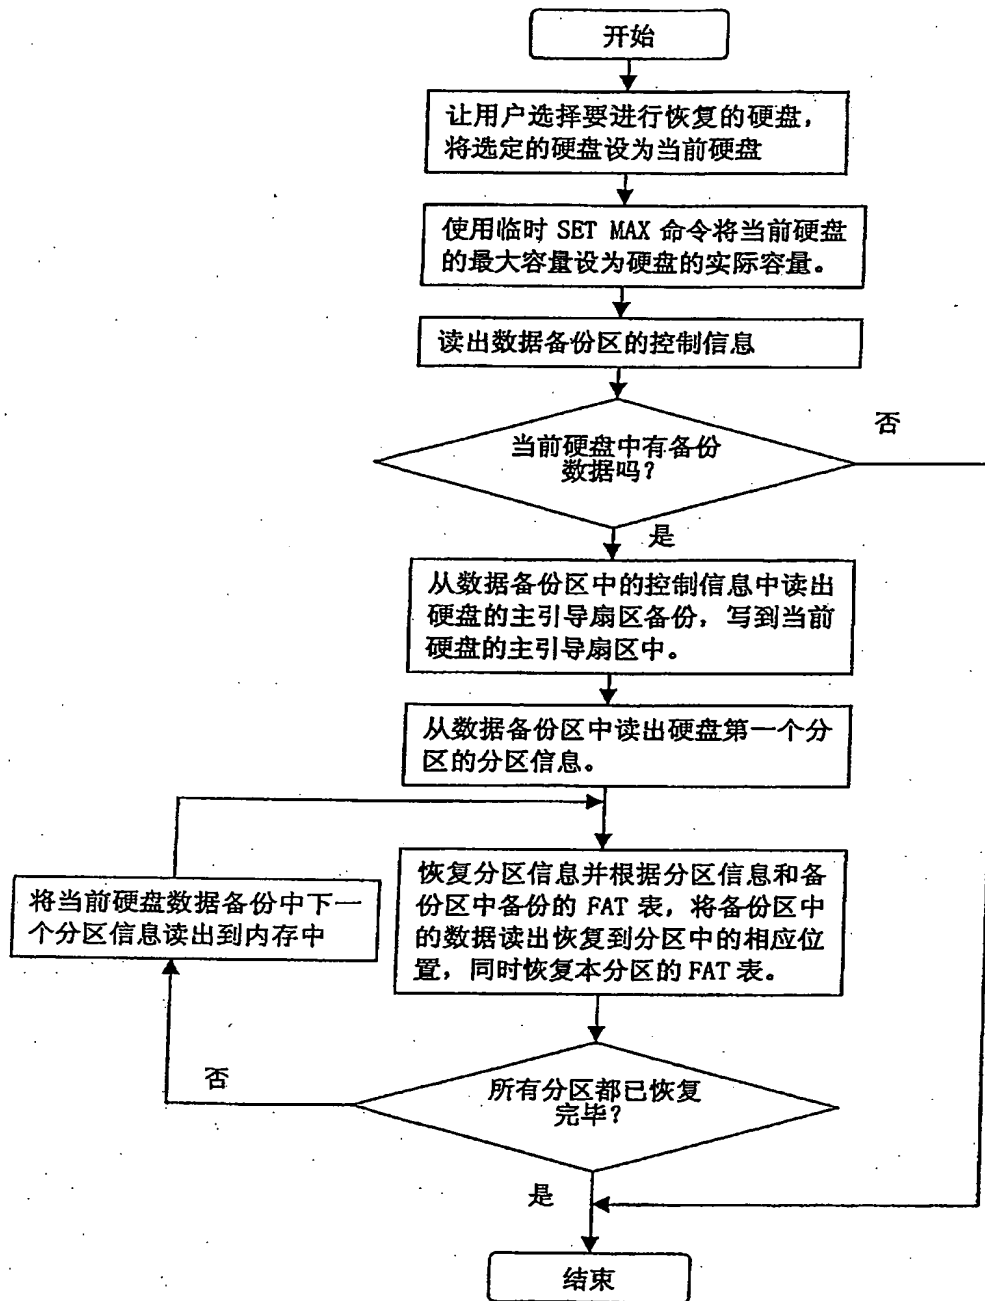 开始
让用户选择要进行恢复的硬盘，
将选定的硬盘设为当前硬盘
使用临时 SET MAX 命令将当前硬盘
的最大容量设为硬盘的实际容量。
读出数据备份区的控制信息
否
当前硬盘中有备份
数据吗？
是
从数据备份区中的控制信息中读出
硬盘的主引导扇区备份，写到当前
硬盘的主引导扇区中。
从数据备份区中读出硬盘第一个分
区的分区信息。
将当前硬盘数据备份中下一
个分区信息读出到内存中
恢复分区信息并根据分区信息和备
份区中备份的 FAT 表，将备份区中
的数据读出恢复到分区中的相应位
置，同时恢复本分区的 FAT 表。
否
所有分区都已恢复
完毕？
是
结束